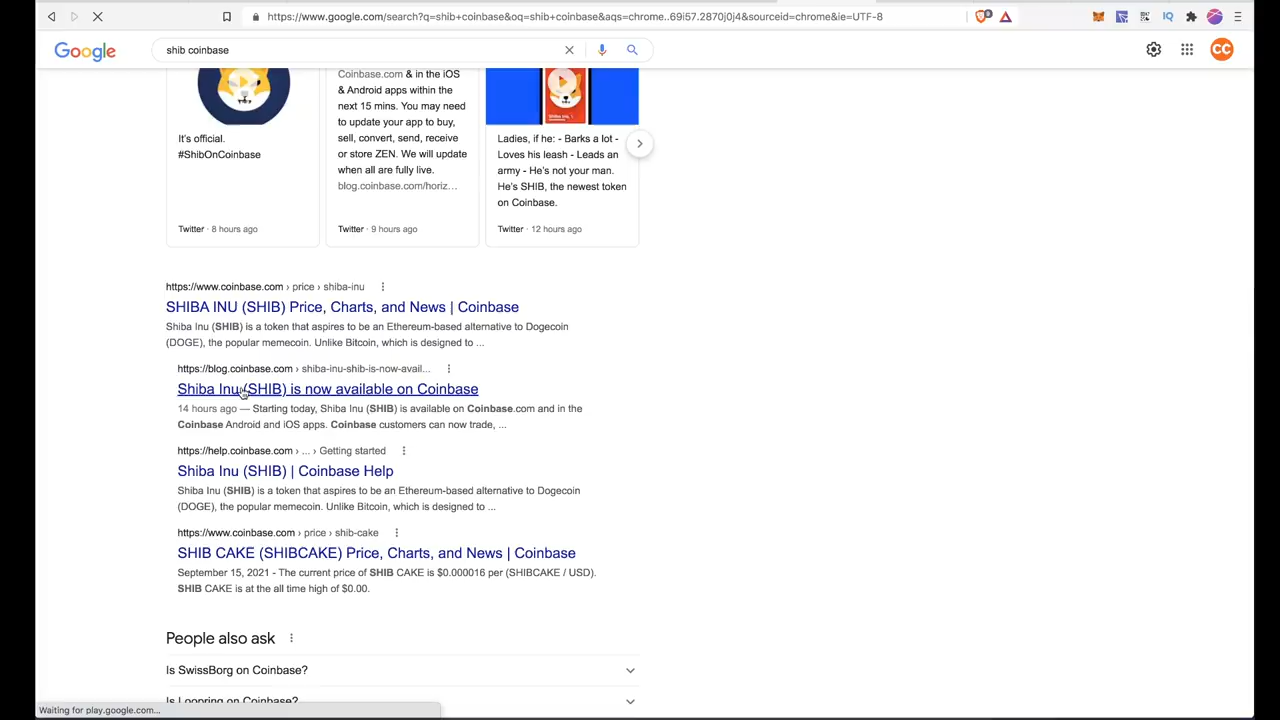 https://www.google.com/search?q=shib+coinbase&oq=shib+coinbase&aqs=chrome..69i57.2870j0j4&sourceid=chrome&ie=UTF-8
Google
shib coinbase
CC
Coinbase.com & in the iOS
& Android apps within the
next 15 mins. You may need
to update your app to buy,
sell, convert, send, receive
or store ZEN. We will update
when all are fully live.
blog.coinbase.com/horiz...
It's official.
#ShibOnCoinbase
Ladies, if he: - Barks a lot -
Loves his leash - Leads an
army - He's not your man.
He's SHIB, the newest token
on Coinbase.
Twitter · 8 hours ago
Twitter · 9 hours ago
Twitter · 12 hours ago
https://www.coinbase.com › price › shiba-inu
SHIBA INU (SHIB) Price, Charts, and News | Coinbase
Shiba Inu (SHIB) is a token that aspires to be an Ethereum-based alternative to Dogecoin
(DOGE), the popular memecoin. Unlike Bitcoin, which is designed to ...
https://blog.coinbase.com › shiba-inu-shib-is-now-avail...
Shiba Inu (SHIB) is now available on Coinbase
14 hours ago — Starting today, Shiba Inu (SHIB) is available on Coinbase.com and in the
Coinbase Android and iOS apps. Coinbase customers can now trade, ...
https://help.coinbase.com › ... › Getting started
Shiba Inu (SHIB) | Coinbase Help
Shiba Inu (SHIB) is a token that aspires to be an Ethereum-based alternative to Dogecoin
(DOGE), the popular memecoin. Unlike Bitcoin, which is designed to ...
https://www.coinbase.com › price › shib-cake
SHIB CAKE (SHIBCAKE) Price, Charts, and News | Coinbase
September 15, 2021 - The current price of SHIB CAKE is $0.000016 per (SHIBCAKE / USD).
SHIB CAKE is at the all time high of $0.00.
People also ask
Is SwissBorg on Coinbase?
Is Loopring on Coinbase?
Waiting for play.google.com...